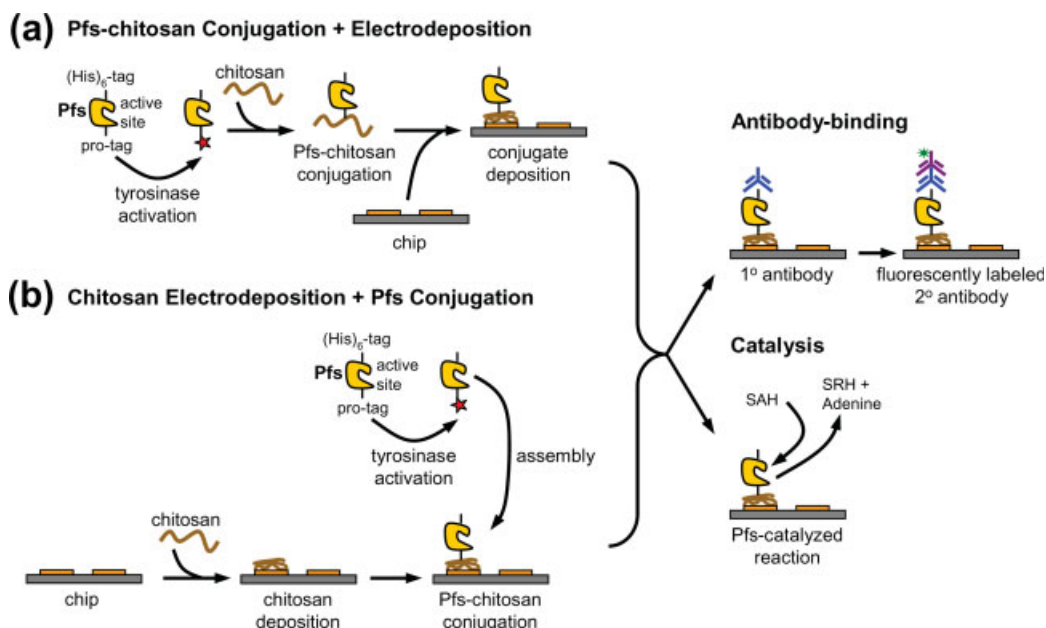 (a) Pfs-chitosan Conjugation + Electrodeposition
(His)6-tag
chitosan
Pfs
active
site
pro-tag
tyrosinase
activation
Pfs-chitosan
conjugation
conjugate
deposition
chip
(b) Chitosan Electrodeposition + Pfs Conjugation
(His)6-tag
Pfs
active
site
pro-tag
tyrosinase
activation
assembly
chitosan
chip
chitosan
deposition
Pfs-chitosan
conjugation
Antibody-binding
1o antibody
fluorescently labeled
2o antibody
Catalysis
SAH
SRH +
Adenine
Pfs-catalyzed
reaction